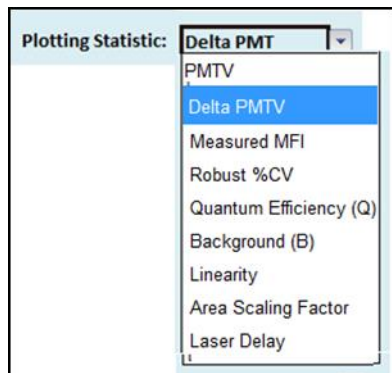 Plotting Statistic: Delta PMT
PMTV
Delta PMTV
Measured MFI
Robust %CV
Quantum Efficiency (Q)
Background (B)
Linearity
Area Scaling Factor
Laser Delay